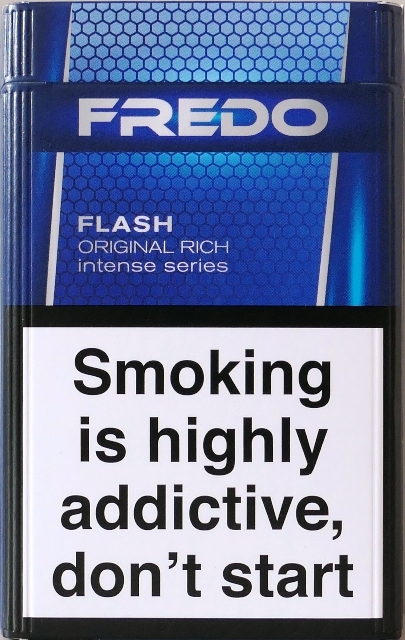 FREDO
FLASH
ORIGINAL RICH
intense series
Smoking
is highly
addictive,
don't start